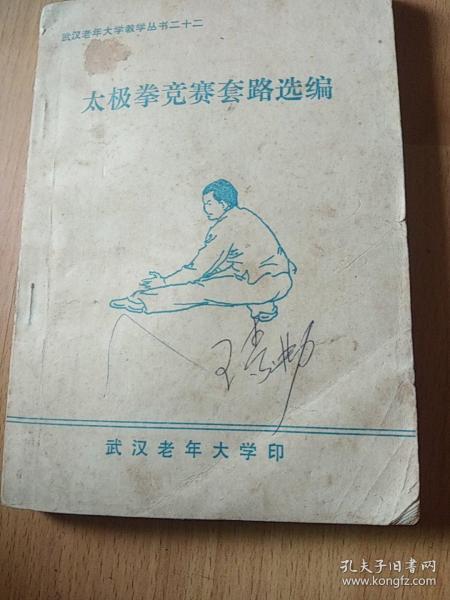 武汉老年大学教学丛书二十二
太极拳竞赛套路选编
王
武汉老年大学印
孔夫子旧书网
www.kongfz.com